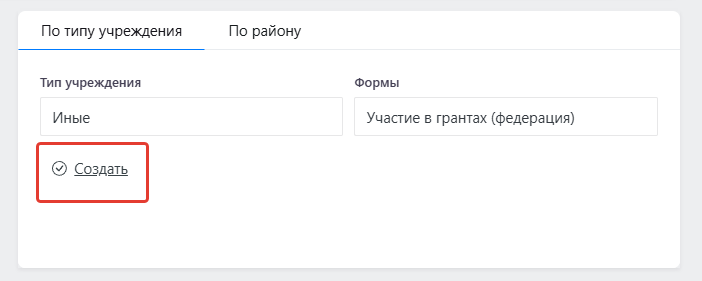 По типу учреждения По району
Тип учреждения Формы
Иные Участие в грантах (федерация)
Создать